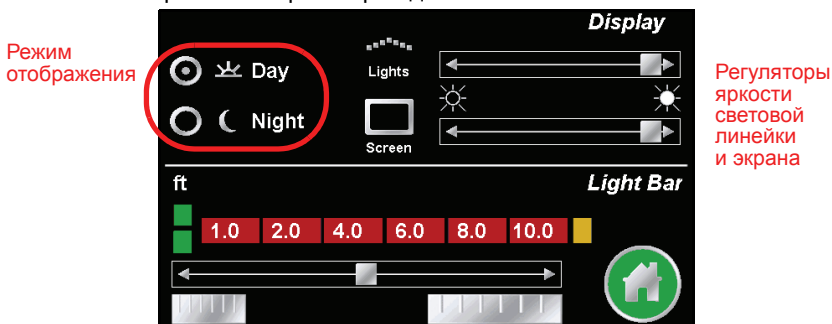 Display
Режим
отображения
Day
Night
Lights
Screen
Регуляторы
яркости
световой
линейки
и экрана
ft
Light Bar
1.0 2.0 4.0 6.0 8.0 10.0